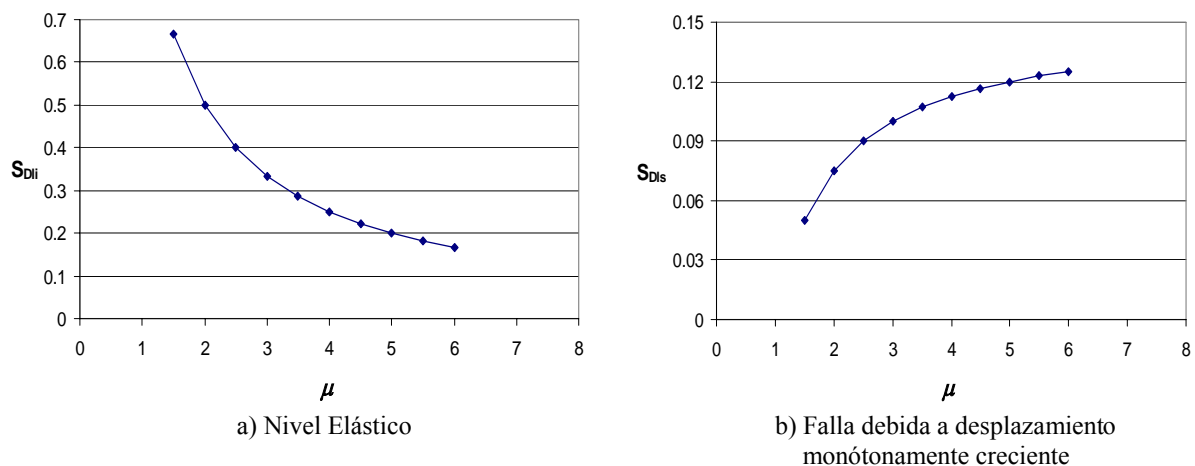 0.7
0.6
0.5
0.4
0.3
0.2
0.1
0
S_DIi
0 1 2 3 4 5 6 7 8
μ
a) Nivel Elástico
0.15
0.12
0.09
0.06
0.03
0
S_DIs
0 1 2 3 4 5 6 7 8
μ
b) Falla debida a desplazamiento
monótonamente creciente